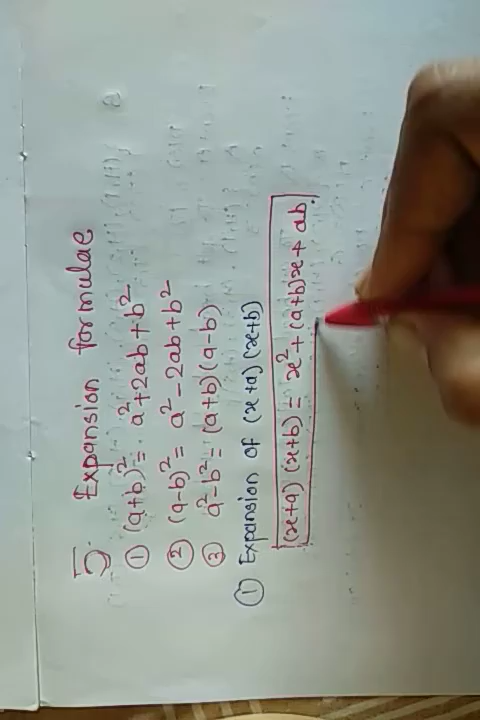 5. Expansion formulae
① (a+b)² = a²+2ab+b²
② (a-b)² = a²-2ab+b²
③ a²-b² = (a+b)(a-b)
① Expansion of (x+a)(x+b)
(x+a)(x+b) = x²+(a+b)x+ab.